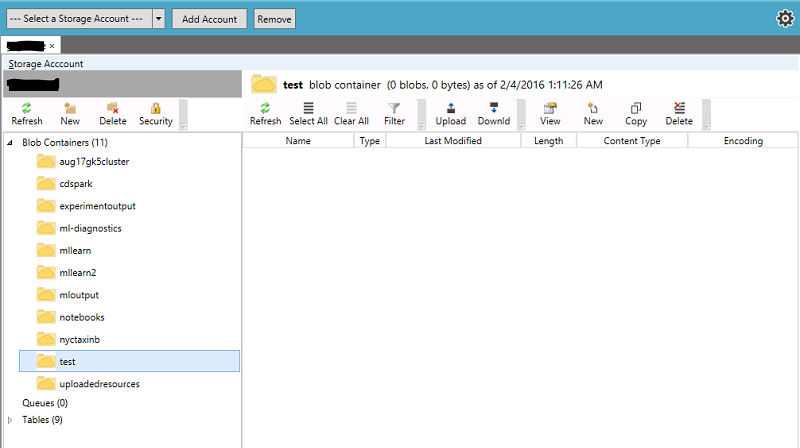 --- Select a Storage Account --- Add Account Remove
Storage Acccount
test blob container (0 blobs, 0 bytes) as of 2/4/2016 1:11:26 AM
Refresh New Delete Security
Refresh Select All Clear All Filter Upload Downld View New Copy Delete
Name Type Last Modified Length Content Type Encoding
Blob Containers (11)
aug17gk5cluster
cdspark
experimentoutput
ml-diagnostics
mllearn
mllearn2
mloutput
notebooks
nyctaxinb
test
uploadedresources
Queues (0)
Tables (9)